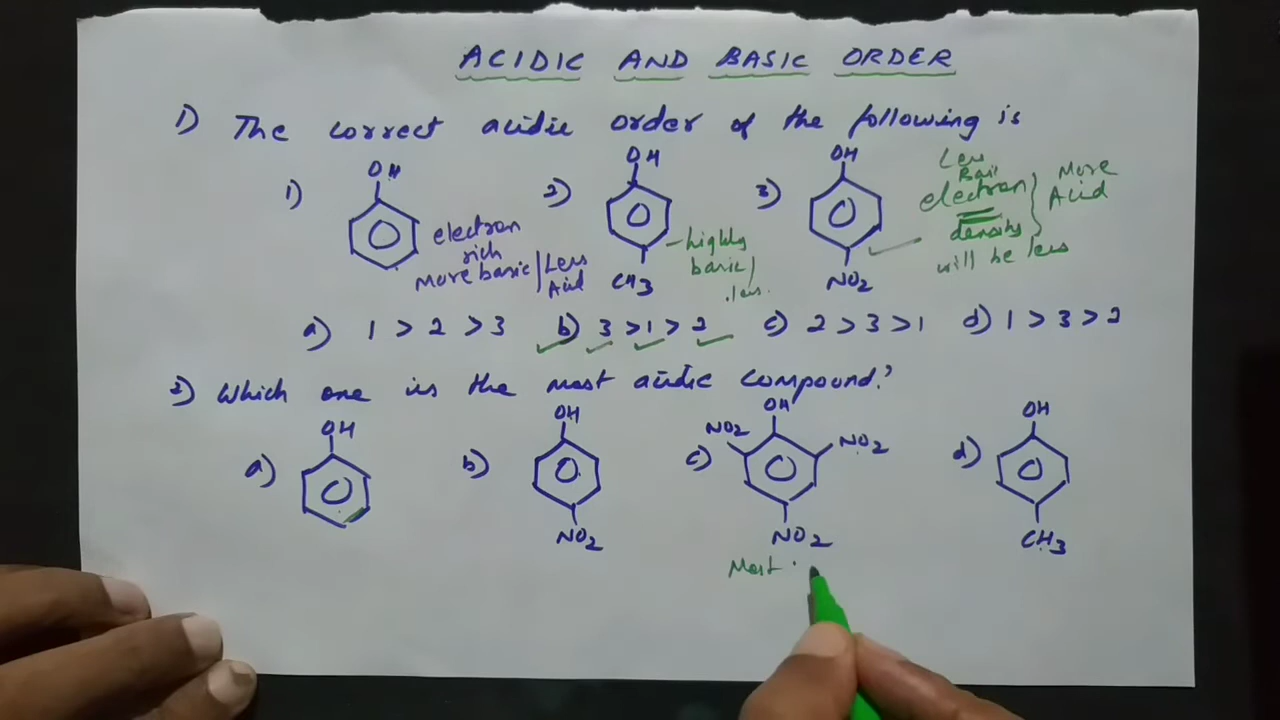 ACIDIC AND BASIC ORDER
1) The correct acidic order of the following is
1) OH
electron
rich
More basic
Less
Acid
2) OH
CH3
highly
basic
less
3) OH
NO2
Less
electron
density
will be less
More
Acid
a) 1 > 2 > 3 b) 3 > 1 > 2 c) 2 > 3 > 1 d) 1 > 3 > 2
2) Which one is the most acidic compound?
a) OH
b) OH
NO2
c) OH
NO2 NO2
NO2
Most
d) OH
CH3